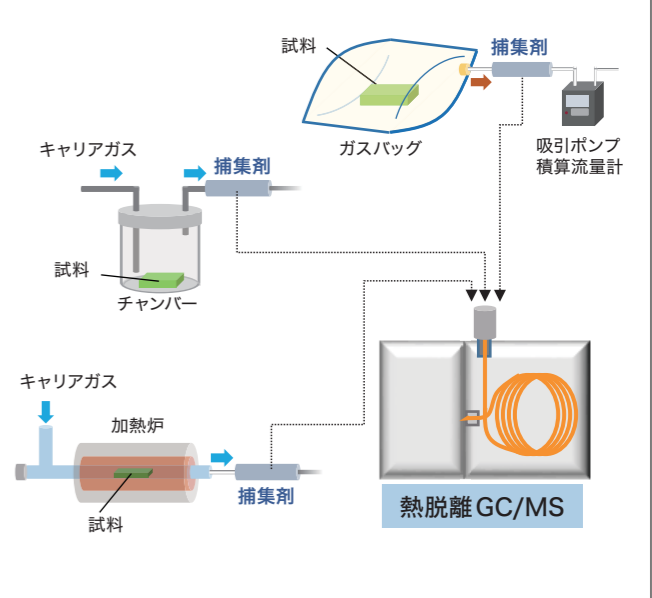 試料
捕集剤
ガスバッグ
吸引ポンプ
積算流量計
キャリアガス
捕集剤
試料
チャンバー
キャリアガス
加熱炉
捕集剤
試料
熱脱離GC/MS